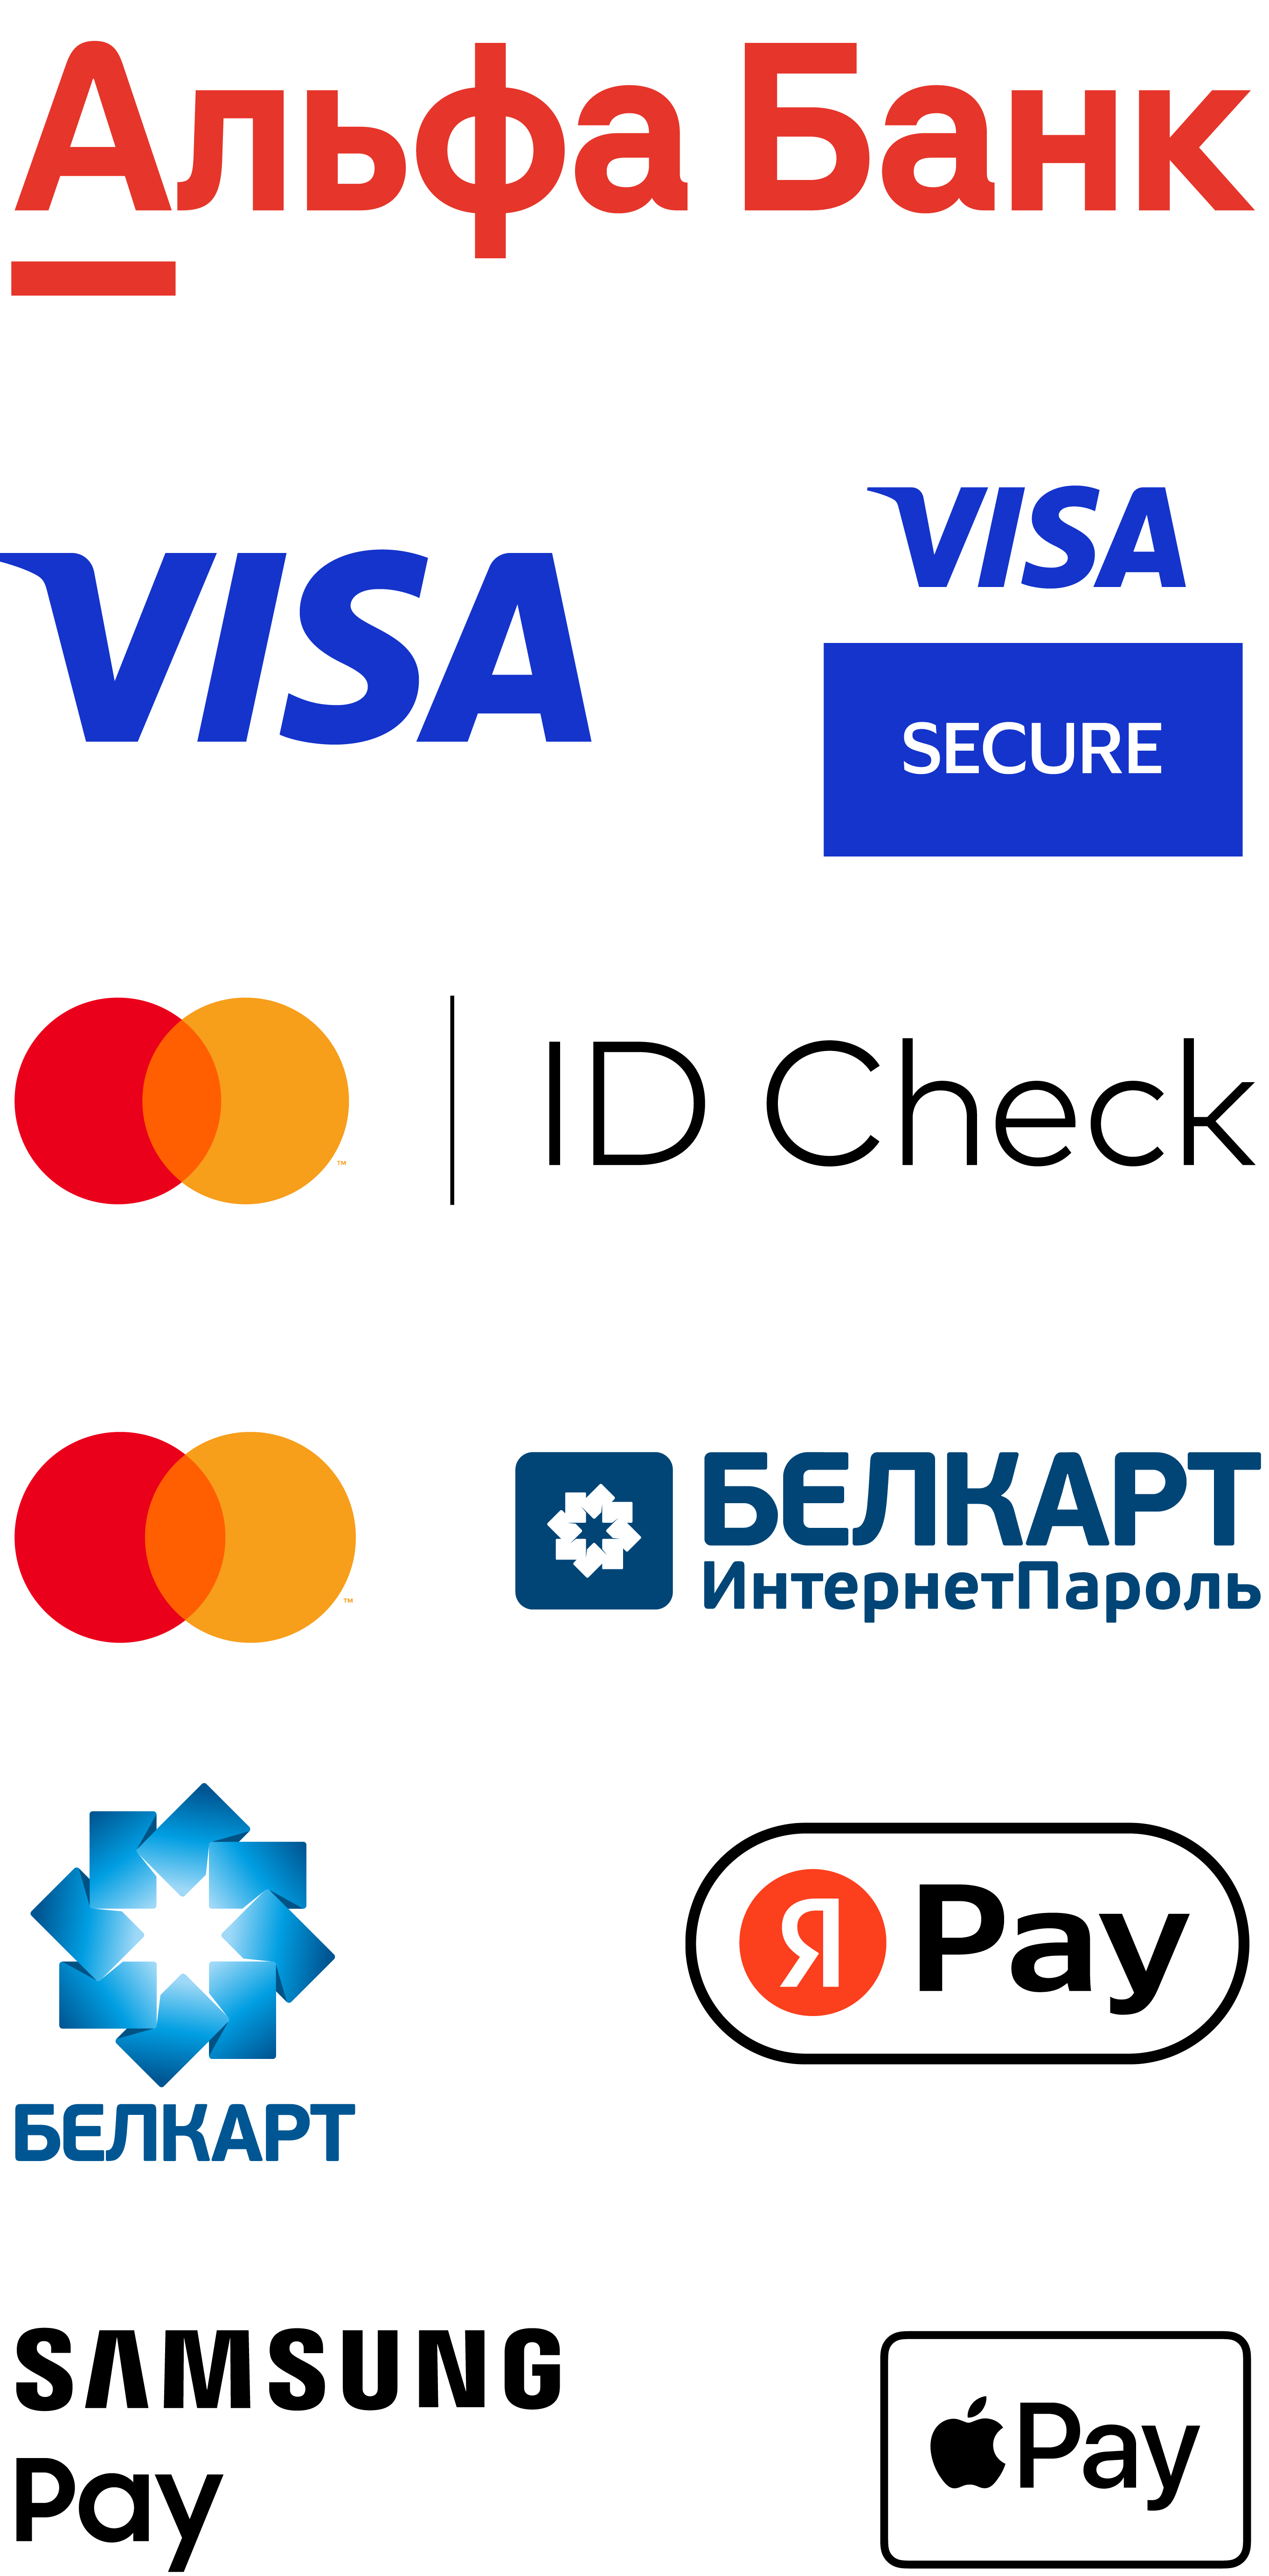 Альфа Банк
VISA
VISA
SECURE
ID Check
™
™
БЕЛКАРТ
ИнтернетПароль
БЕЛКАРТ
Я Pay
SAMSUNG
Pay
Pay